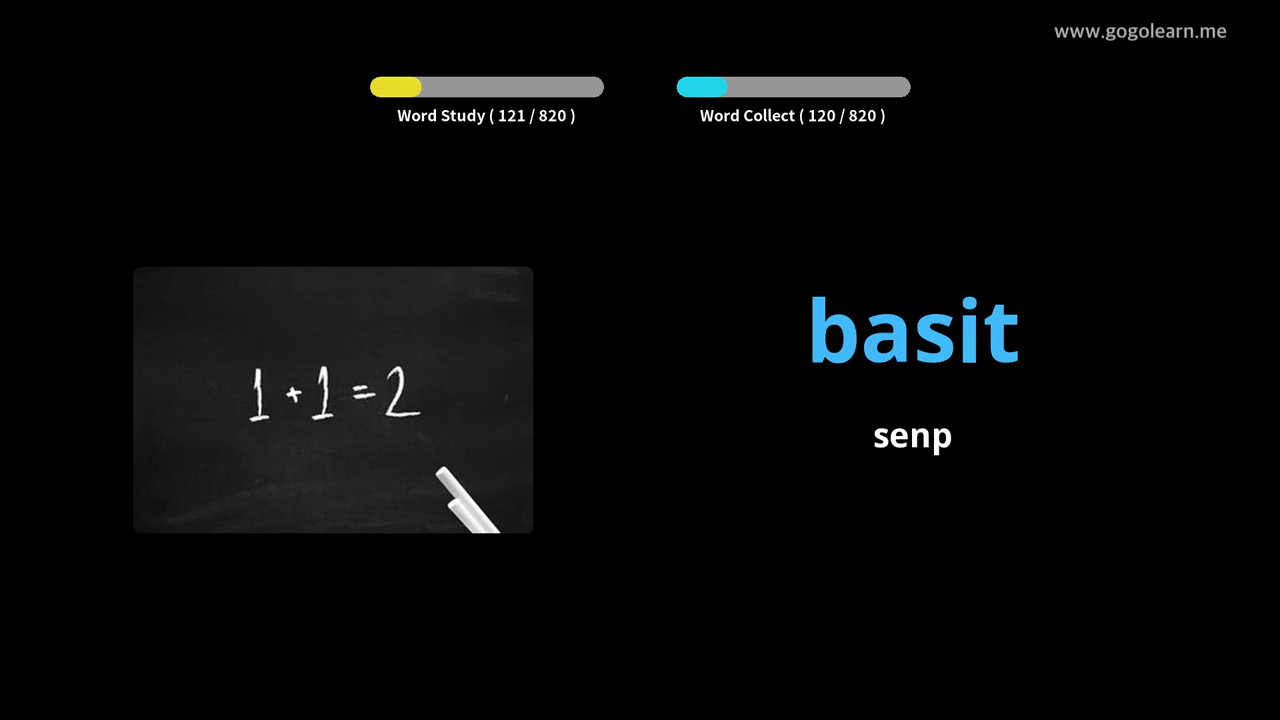 www.gogolearn.me
Word Study ( 121 / 820 )
Word Collect ( 120 / 820 )
1 + 1 = 2
basit
senp